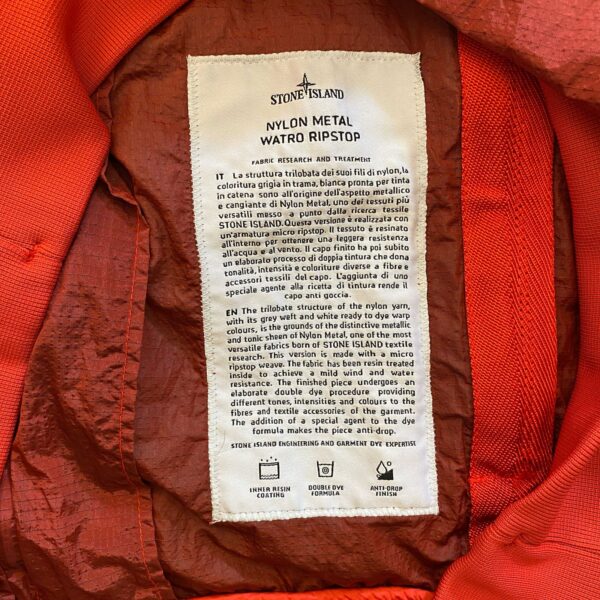 STONE ISLAND
NYLON METAL
WATRO RIPSTOP
FABRIC RESEARCH AND TREATMENT
IT La struttura trilobata dei suoi fili di nylon, la
coloritura grigia in trama, bianca pronta per tinta
in catena sono all'origine dell'aspetto metallico
e cangiante di Nylon Metal, uno dei tessuti più
versatili messo a punto dalla ricerca tessile
STONE ISLAND. Questa versione è realizzata con
un'armatura micro ripstop. Il tessuto è resinato
all'interno per ottenere una leggera resistenza
all'acqua e al vento. Il capo finito ha poi subito
un elaborato processo di doppia tintura che dona
tonalità, intensità e coloriture diverse a fibre e
accessori tessili del capo. L'aggiunta di uno
speciale agente alla ricetta di tintura rende il
capo anti goccia.
EN The trilobate structure of the nylon yarn,
with its grey weft and white ready to dye warp
colours, is the grounds of the distinctive metallic
and tonic sheen of Nylon Metal, one of the most
versatile fabrics born of STONE ISLAND textile
research. This version is made with a micro
ripstop weave. The fabric has been resin treated
inside to achieve a mild wind and water
resistance. The finished piece undergoes an
elaborate double dye procedure providing
different tones, intensities and colours to the
fibres and textile accessories of the garment.
The addition of a special agent to the dye
formula makes the piece anti-drop.
STONE ISLAND ENGINEERING AND GARMENT DYE EXPERTISE
INNER RESIN
COATING
DOUBLE DYE
FORMULA
ANTI-DROP
FINISH